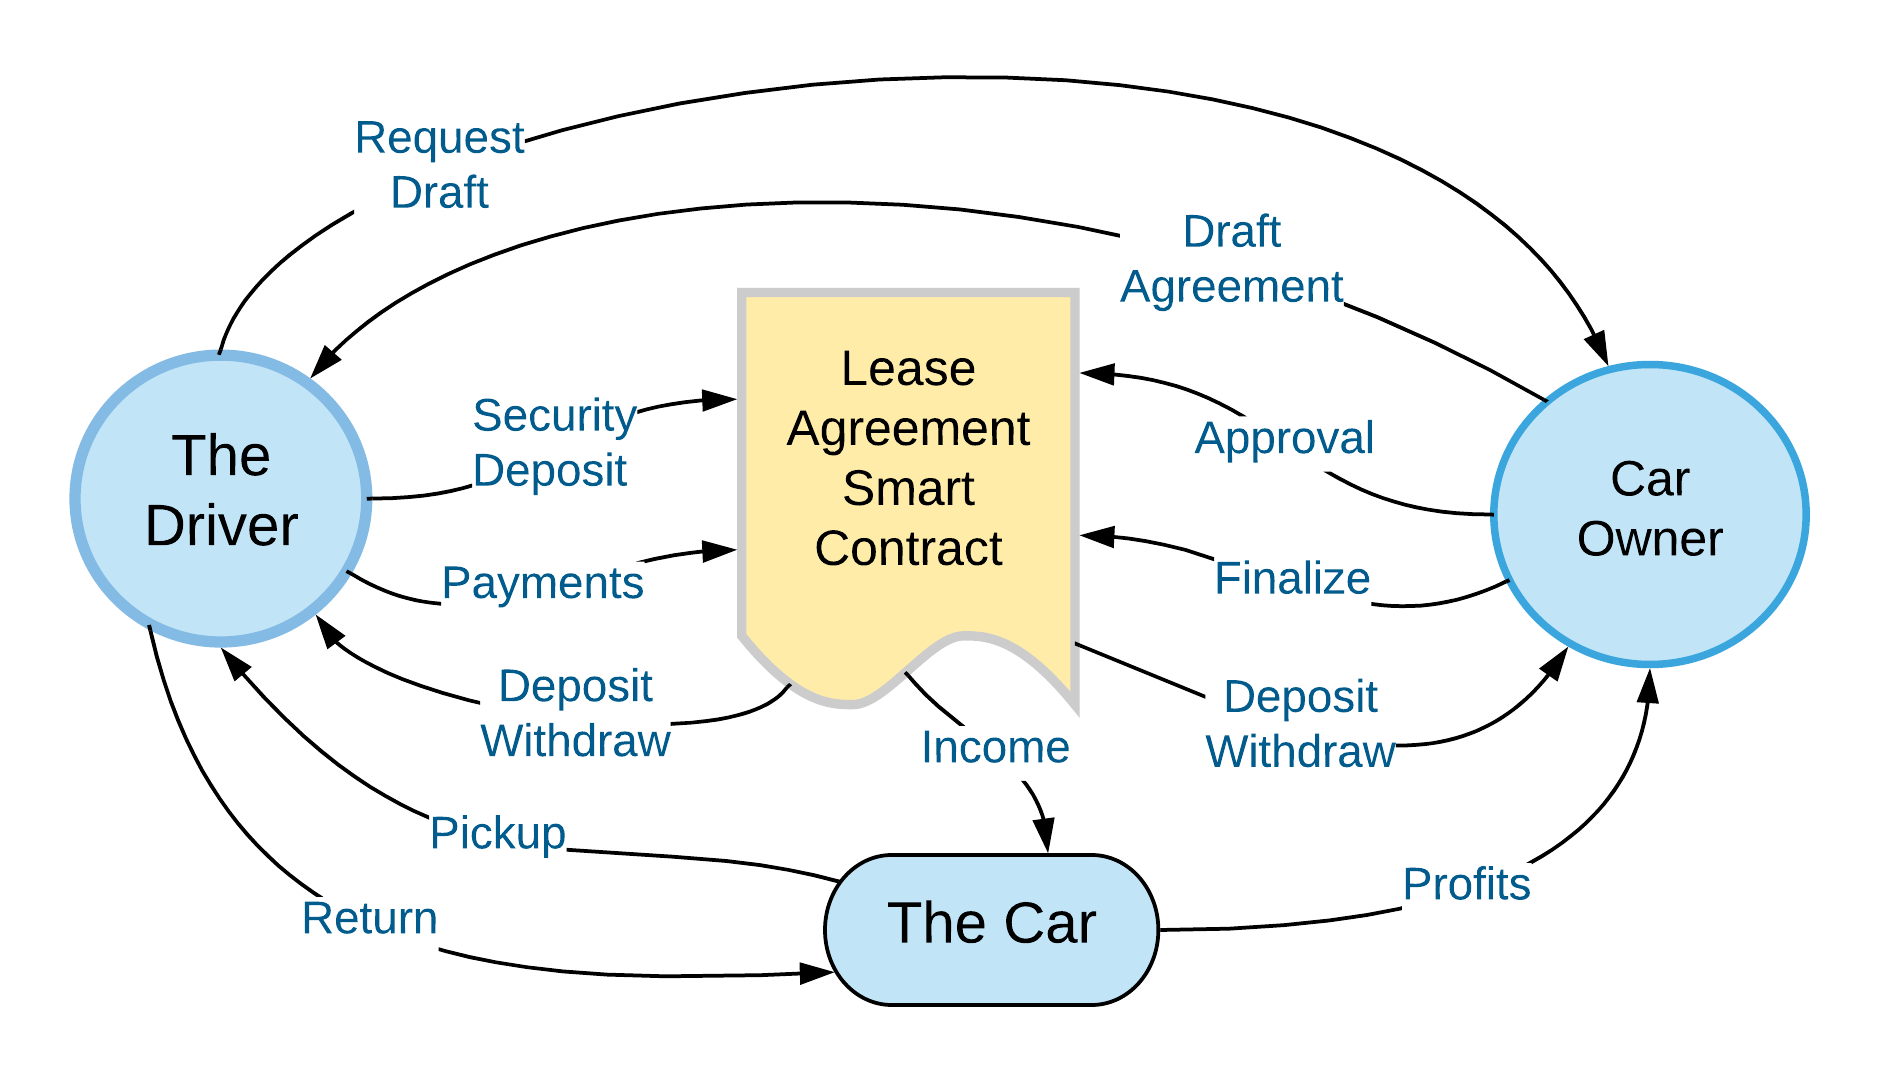 Request
Draft
Draft
Agreement
Lease
Agreement
Smart
Contract
Security
Deposit
Approval
The
Driver
Car
Owner
Payments
Finalize
Deposit
Withdraw
Deposit
Withdraw
Income
Pickup
Profits
Return
The Car